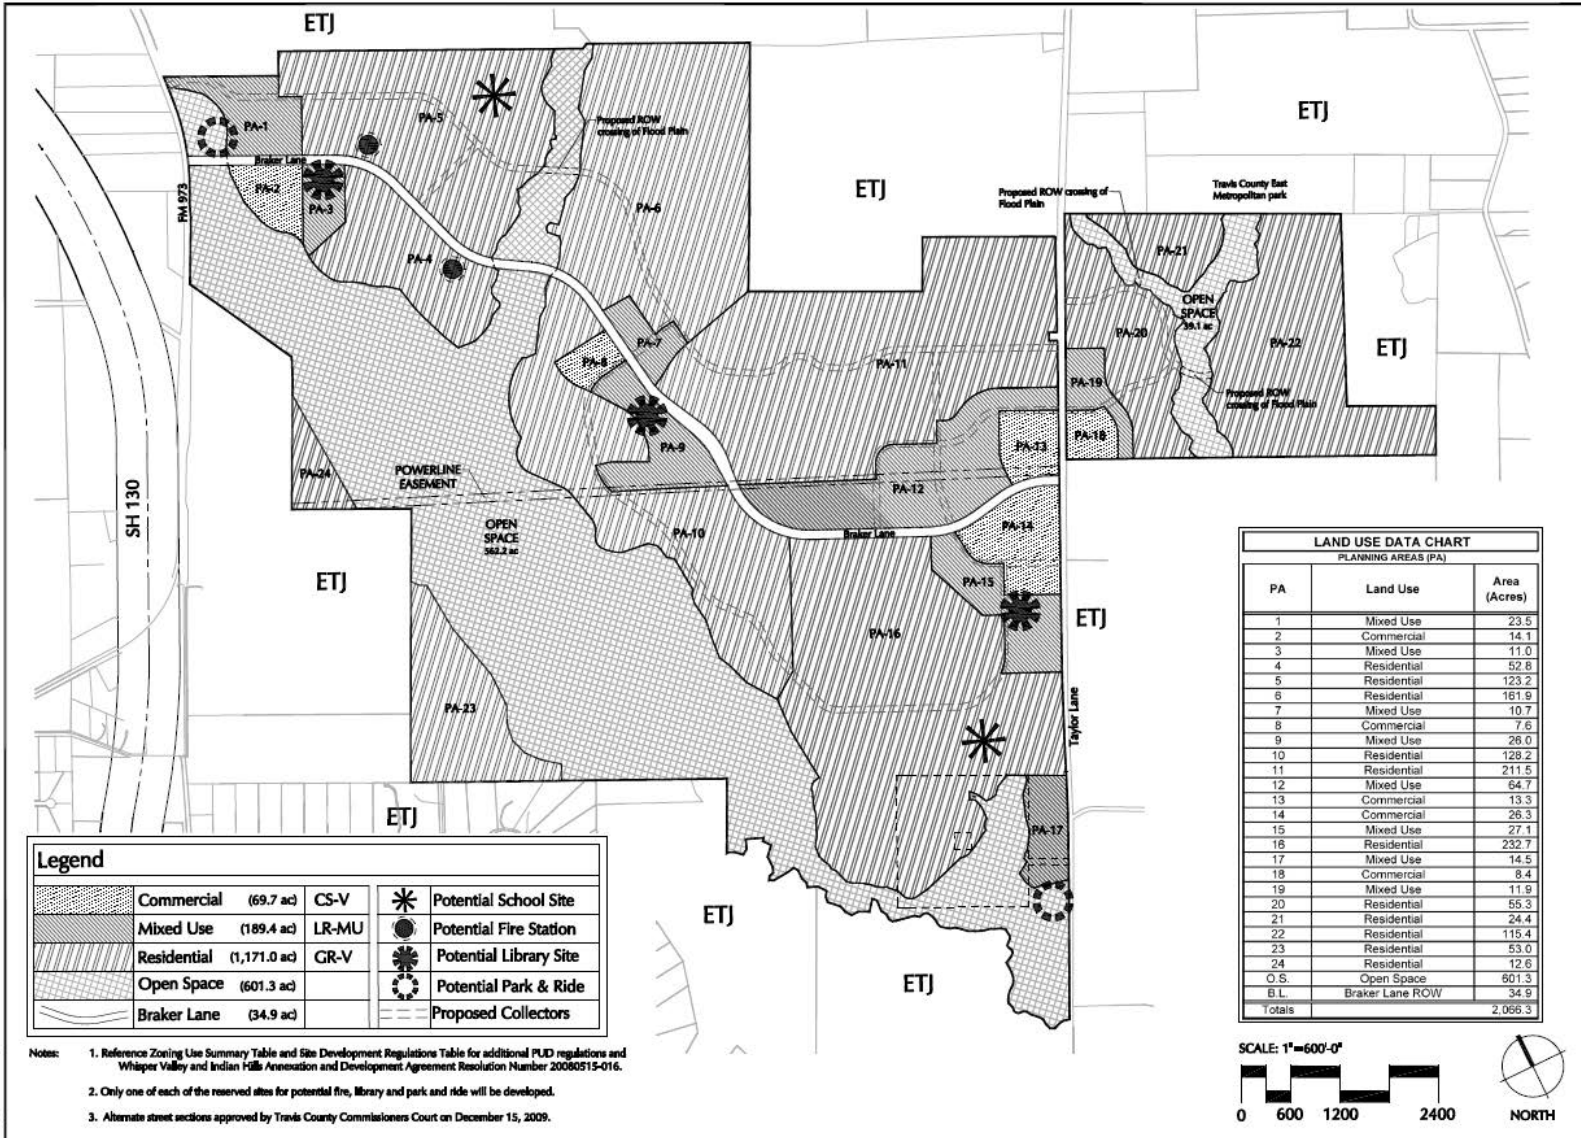 ETJ
ETJ
ETJ
PA-1
PA-5
Proposed ROW
crossing of Flood Plain
Braker Lane
PA-2
PA-3
FM 973
PA-6
PA-4
Proposed ROW crossing of
Flood Plain
Travis County East
Metropolitan park
PA-21
OPEN
SPACE
39.1 ac
PA-20
PA-22
ETJ
PA-7
PA-8
PA-11
PA-19
Proposed ROW
crossing of Flood Plain
PA-9
PA-13
PA-18
PA-24
POWERLINE
EASEMENT
PA-12
SH 130
OPEN
SPACE
562.2 ac
PA-10
Braker Lane
PA-14
ETJ
PA-15
ETJ
PA-16
PA-23
Taylor Lane
ETJ
PA-17
ETJ
ETJ
LAND USE DATA CHART
PLANNING AREAS (PA)
PA Land Use Area (Acres)
1 Mixed Use 23.5
2 Commercial 14.1
3 Mixed Use 11.0
4 Residential 52.8
5 Residential 123.2
6 Residential 161.9
7 Mixed Use 10.7
8 Commercial 7.6
9 Mixed Use 26.0
10 Residential 128.2
11 Residential 211.5
12 Mixed Use 64.7
13 Commercial 13.3
14 Commercial 26.3
15 Mixed Use 27.1
16 Residential 232.7
17 Mixed Use 14.5
18 Commercial 8.4
19 Mixed Use 11.9
20 Residential 55.3
21 Residential 24.4
22 Residential 115.4
23 Residential 53.0
24 Residential 12.6
O.S. Open Space 601.3
B.L. Braker Lane ROW 34.9
Totals 2,066.3
Legend
Commercial (69.7 ac) CS-V Potential School Site
Mixed Use (189.4 ac) LR-MU Potential Fire Station
Residential (1,171.0 ac) GR-V Potential Library Site
Open Space (601.3 ac) Potential Park & Ride
Braker Lane (34.9 ac) Proposed Collectors
Notes: 1. Reference Zoning Use Summary Table and Site Development Regulations Table for additional PUD regulations and
Whisper Valley and Indian Hills Annexation and Development Agreement Resolution Number 20080515-016.
2. Only one of each of the reserved sites for potential fire, library and park and ride will be developed.
3. Alternate street sections approved by Travis County Commissioners Court on December 15, 2009.
SCALE: 1"=600'-0"
0 600 1200 2400
NORTH